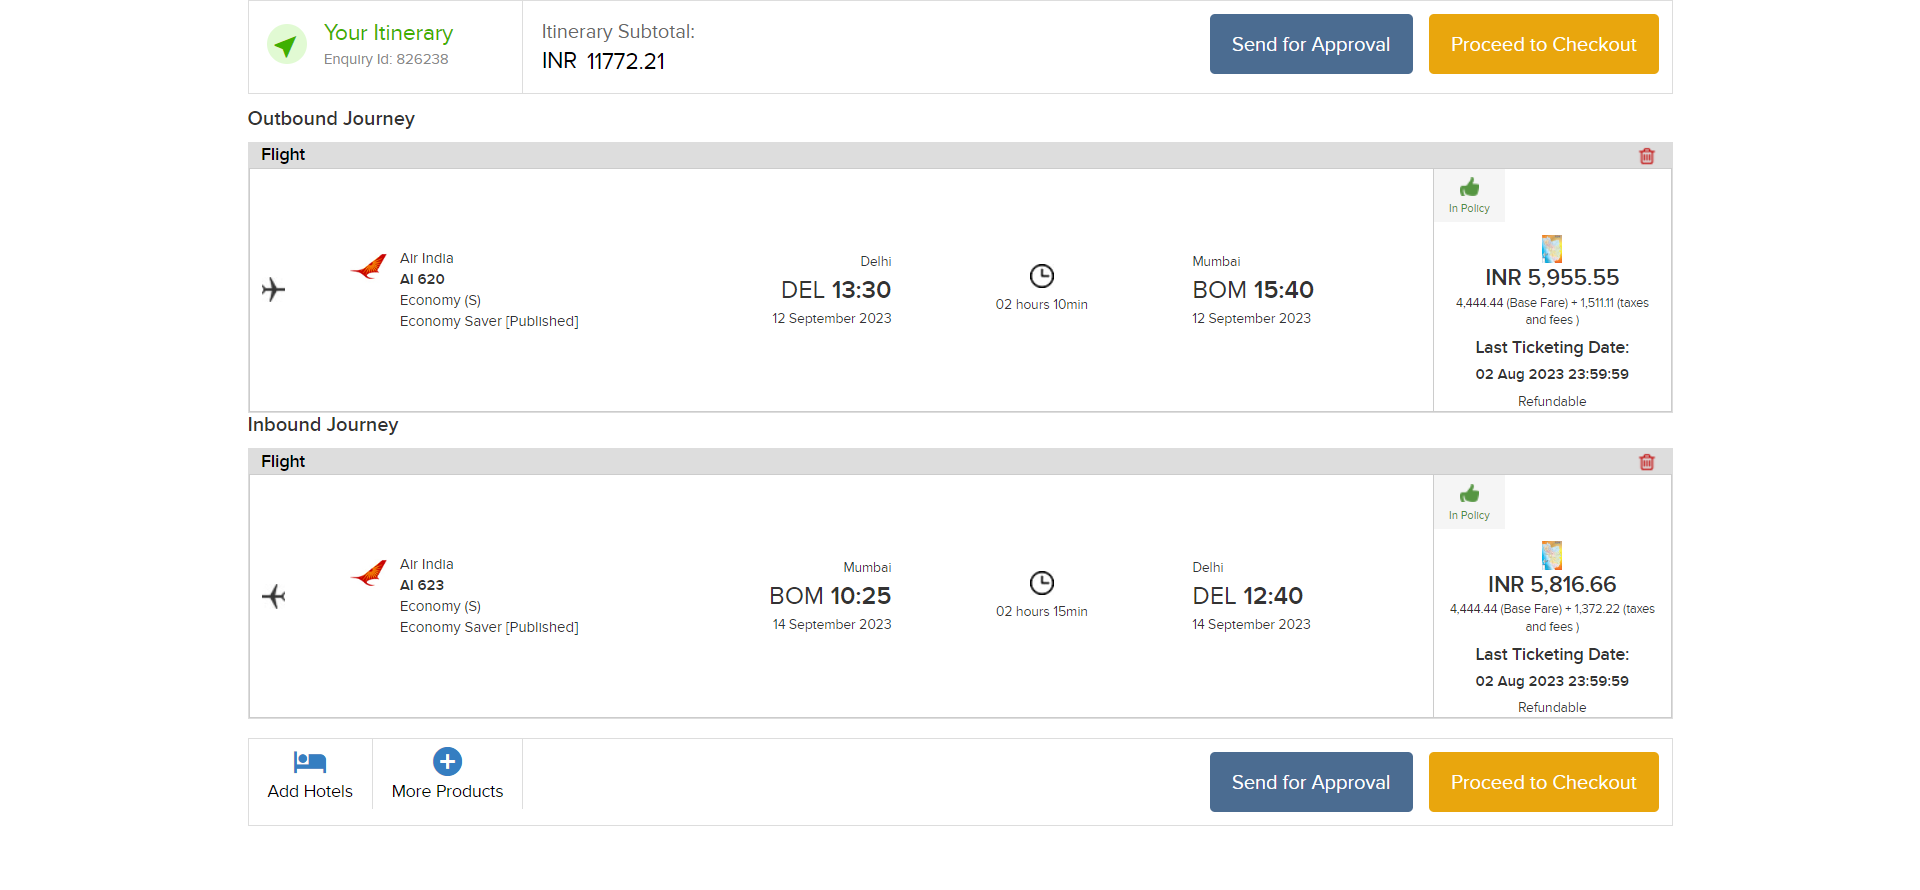 Your Itinerary
Enquiry Id: 826238
Itinerary Subtotal:
INR 11772.21
Send for Approval
Proceed to Checkout
Outbound Journey
Flight
In Policy
Air India
AI 620
Economy (S)
Economy Saver [Published]
Delhi
DEL 13:30
12 September 2023
02 hours 10min
Mumbai
BOM 15:40
12 September 2023
INR 5,955.55
4,444.44 (Base Fare) + 1,511.11 (taxes
and fees )
Last Ticketing Date:
02 Aug 2023 23:59:59
Refundable
Inbound Journey
Flight
In Policy
Air India
AI 623
Economy (S)
Economy Saver [Published]
Mumbai
BOM 10:25
14 September 2023
02 hours 15min
Delhi
DEL 12:40
14 September 2023
INR 5,816.66
4,444.44 (Base Fare) + 1,372.22 (taxes
and fees )
Last Ticketing Date:
02 Aug 2023 23:59:59
Refundable
Add Hotels
More Products
Send for Approval
Proceed to Checkout